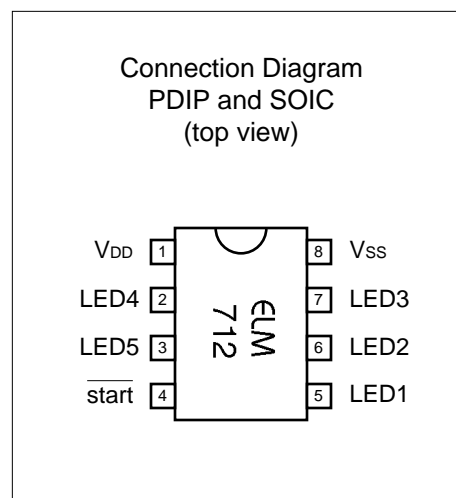 Connection Diagram
PDIP and SOIC
(top view)
VDD 1 8 VSS
LED4 2 7 LED3
LED5 3 6 LED2
start 4 5 LED1
ELM
712